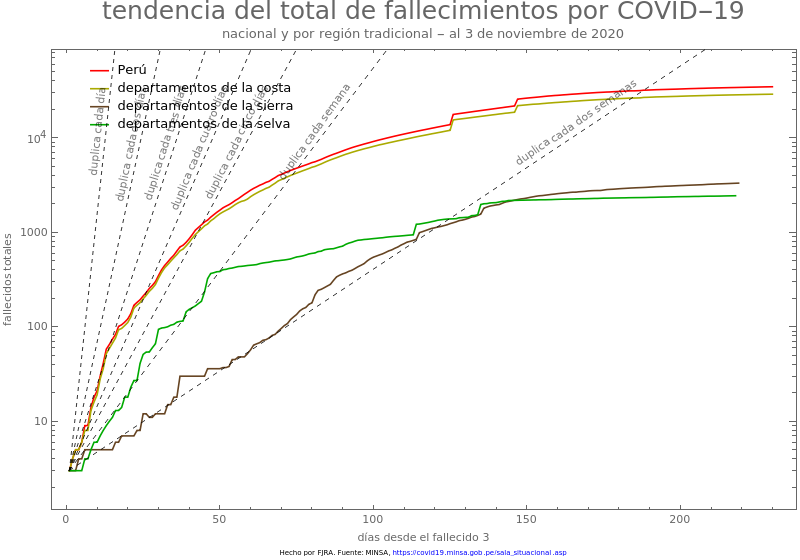 tendencia del total de fallecimientos por COVID−19
nacional y por región tradicional − al 3 de noviembre de 2020
Perú
departamentos de la costa
departamentos de la sierra
departamentos de la selva
duplica cada día
duplica cada dos días
duplica cada tres días
duplica cada cuatro días
duplica cada cinco días
duplica cada semana
duplica cada dos semanas
fallecidos totales
10^4
1000
100
10
0 50 100 150 200
días desde el fallecido 3
Hecho por FJRA. Fuente: MINSA, https://covid19.minsa.gob.pe/sala_situacional.asp